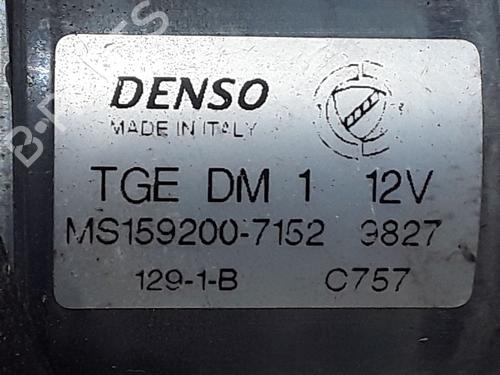 DENSO
MADE IN ITALY
TGE DM 1 12V
MS159200-7152 9827
129-1-B C757